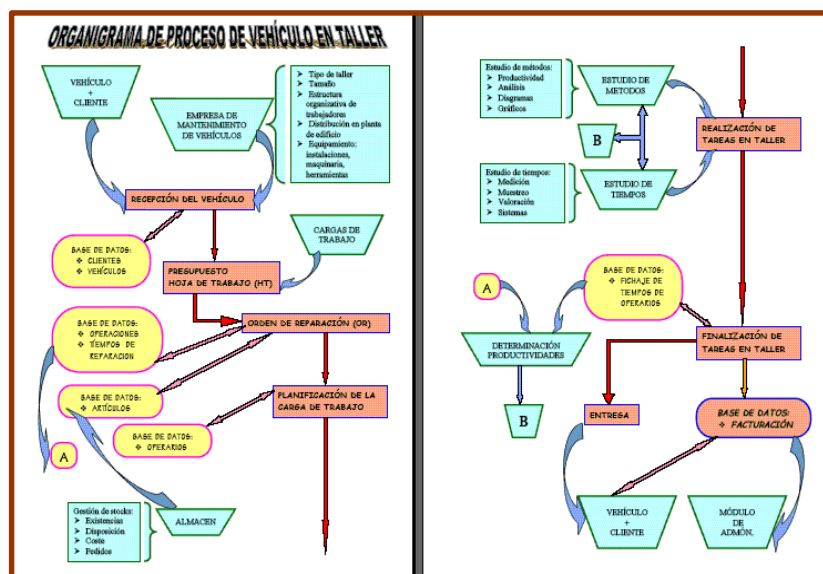 ORGANIGRAMA DE PROCESO DE VEHÍCULO EN TALLER
VEHÍCULO
+
CLIENTE
EMPRESA DE
MANTENIMIENTO
DE VEHÍCULOS
Tipo de taller
Tamaño
Estructura
organizativa de
trabajadores
Distribución en planta
de edificio
Equipamiento:
instalaciones,
maquinaria,
herramientas
RECEPCIÓN DEL VEHÍCULO
CARGAS DE
TRABAJO
BASE DE DATOS:
CLIENTES
VEHÍCULOS
PRESUPUESTO
HOJA DE TRABAJO (HT)
BASE DE DATOS:
OPERACIONES
TIEMPOS DE
REPARACION
ORDEN DE REPARACIÓN (OR)
BASE DE DATOS:
ARTÍCULOS
PLANIFICACIÓN DE LA
CARGA DE TRABAJO
BASE DE DATOS:
OPERARIOS
A
Gestión de stocks:
Existencias
Disposición
Coste
Pedidos
ALMACEN
Estudio de métodos:
Productividad
Análisis
Diagramas
Gráficos
ESTUDIO DE
METODOS
B
REALIZACIÓN DE
TAREAS EN TALLER
Estudio de tiempos:
Medición
Muestreo
Valoración
Sistemas
ESTUDIO DE
TIEMPOS
A
BASE DE DATOS:
FICHAJE DE
TIEMPOS DE
OPERARIOS
DETERMINACIÓN
PRODUCTIVIDADES
FINALIZACIÓN DE
TAREAS EN TALLER
B
ENTREGA
BASE DE DATOS:
FACTURACIÓN
VEHÍCULO
+
CLIENTE
MÓDULO
DE
ADMÓN.